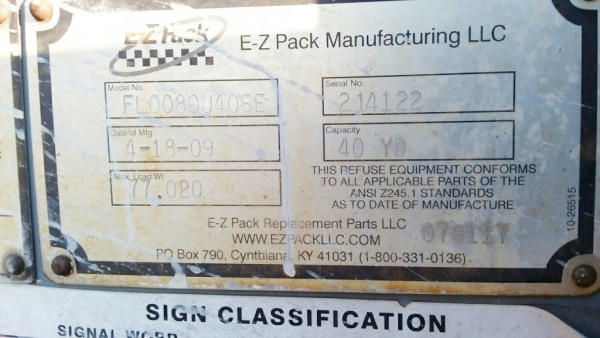 E-Z Pack
E-Z Pack Manufacturing LLC
Model No.
FL0080J40SE
Serial No.
214122
Date of Mfg.
4-18-09
Capacity
40 YD
Max. Load Wt.
77,020
THIS REFUSE EQUIPMENT CONFORMS
TO ALL APPLICABLE PARTS OF THE
ANSI Z245.1 STANDARDS
AS TO DATE OF MANUFACTURE
10-26515
E-Z Pack Replacement Parts LLC
WWW.EZPACKLLC.COM
PO Box 790, Cynthiana, KY 41031 (1-800-331-0136)
SIGN CLASSIFICATION
SIGNAL WORD